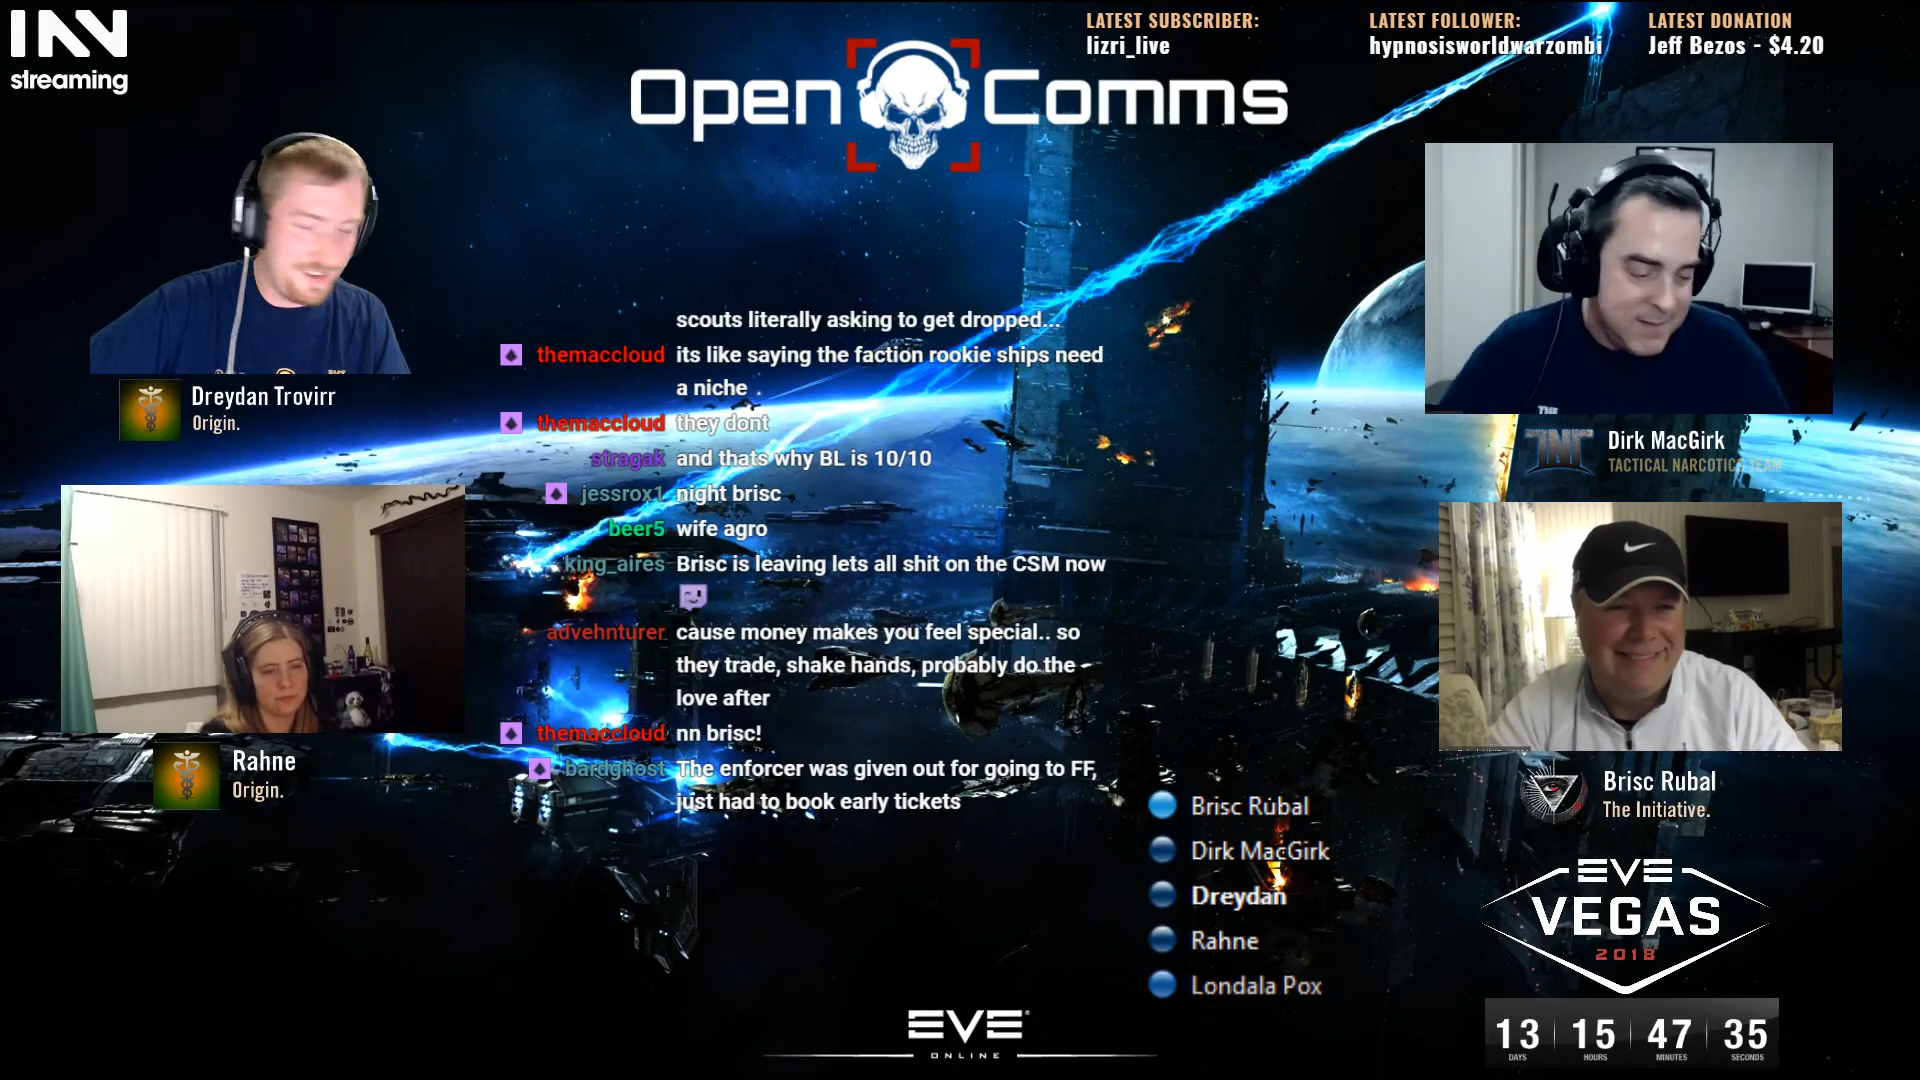 INN
streaming
Open Comms
LATEST SUBSCRIBER:
lizri_live
LATEST FOLLOWER:
hypnosisworldwarzombi
LATEST DONATION
Jeff Bezos - $4.20
Dreydan Trovirr
Origin.
Rahne
Origin.
scouts literally asking to get dropped...
themaccloud its like saying the faction rookie ships need
a niche
themaccloud they dont
stragak and thats why BL is 10/10
jessrox1 night brisc
beer5 wife agro
king_aires Brisc is leaving lets all shit on the CSM now
advehnturer cause money makes you feel special.. so
they trade, shake hands, probably do the
love after
themaccloud nn brisc!
bardghost The enforcer was given out for going to FF,
just had to book early tickets
TNT
Dirk MacGirk
TACTICAL NARCOTICS TEAM
Brisc Rubal
The Initiative.
Brisc Rubal
Dirk MacGirk
Dreydan
Rahne
Londala Pox
EVE
VEGAS
2018
13 15 47 35
DAYS HOURS MINUTES SECONDS
EVE
ONLINE